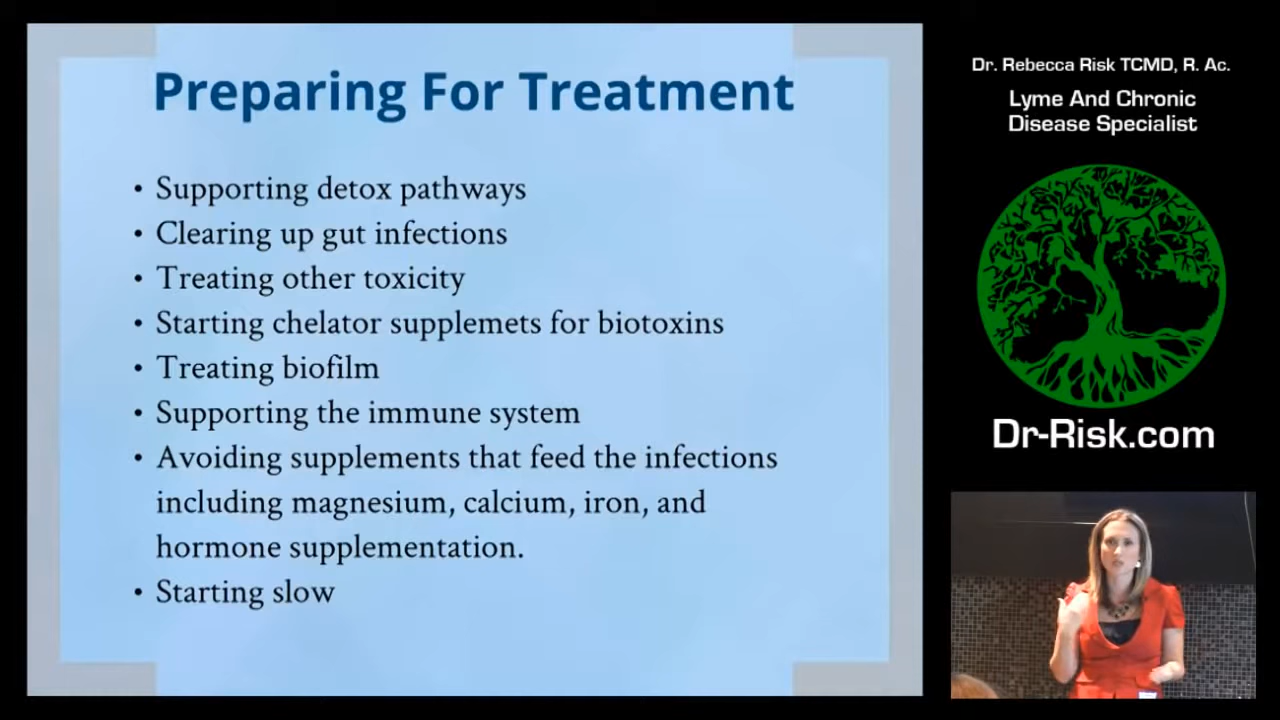 Preparing For Treatment
• Supporting detox pathways
• Clearing up gut infections
• Treating other toxicity
• Starting chelator supplemets for biotoxins
• Treating biofilm
• Supporting the immune system
• Avoiding supplements that feed the infections
including magnesium, calcium, iron, and
hormone supplementation.
• Starting slow
Dr. Rebecca Risk TCMD, R. Ac.
Lyme And Chronic
Disease Specialist
Dr-Risk.com